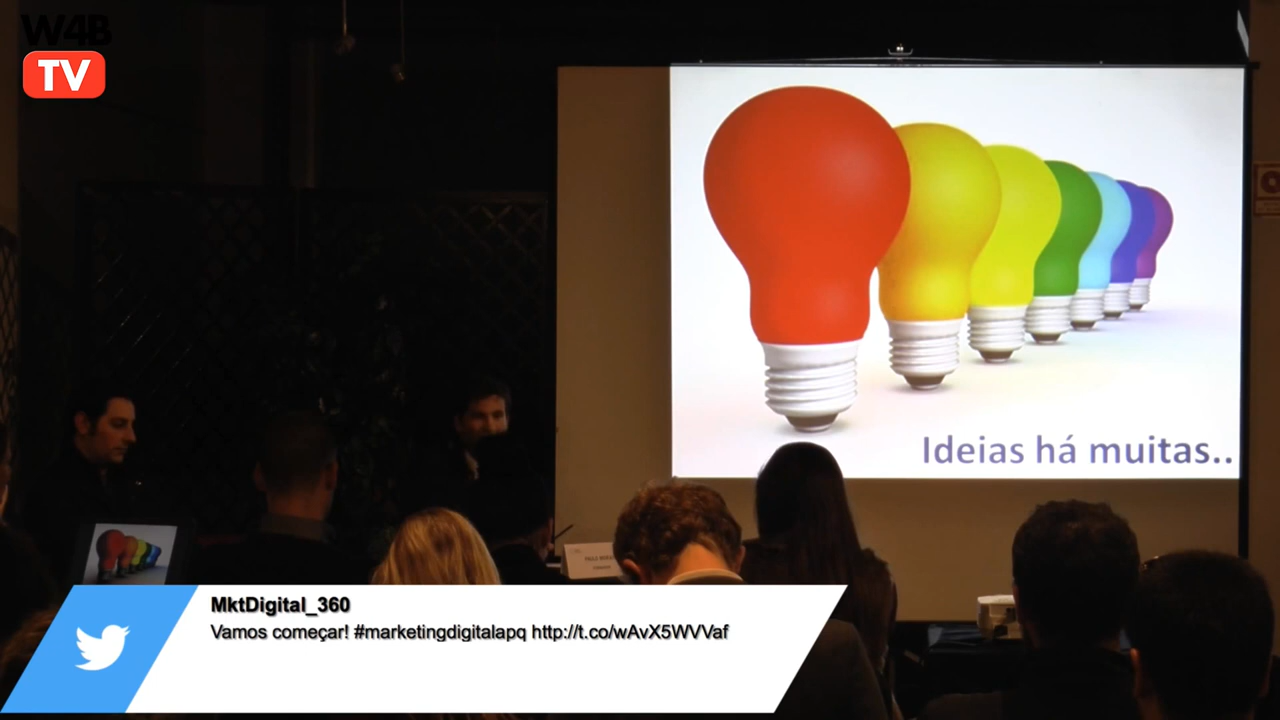 W4B
TV
Ideias há muitas..
MktDigital_360
Vamos começar! #marketingdigitalapq http://t.co/wAvX5WVVaf